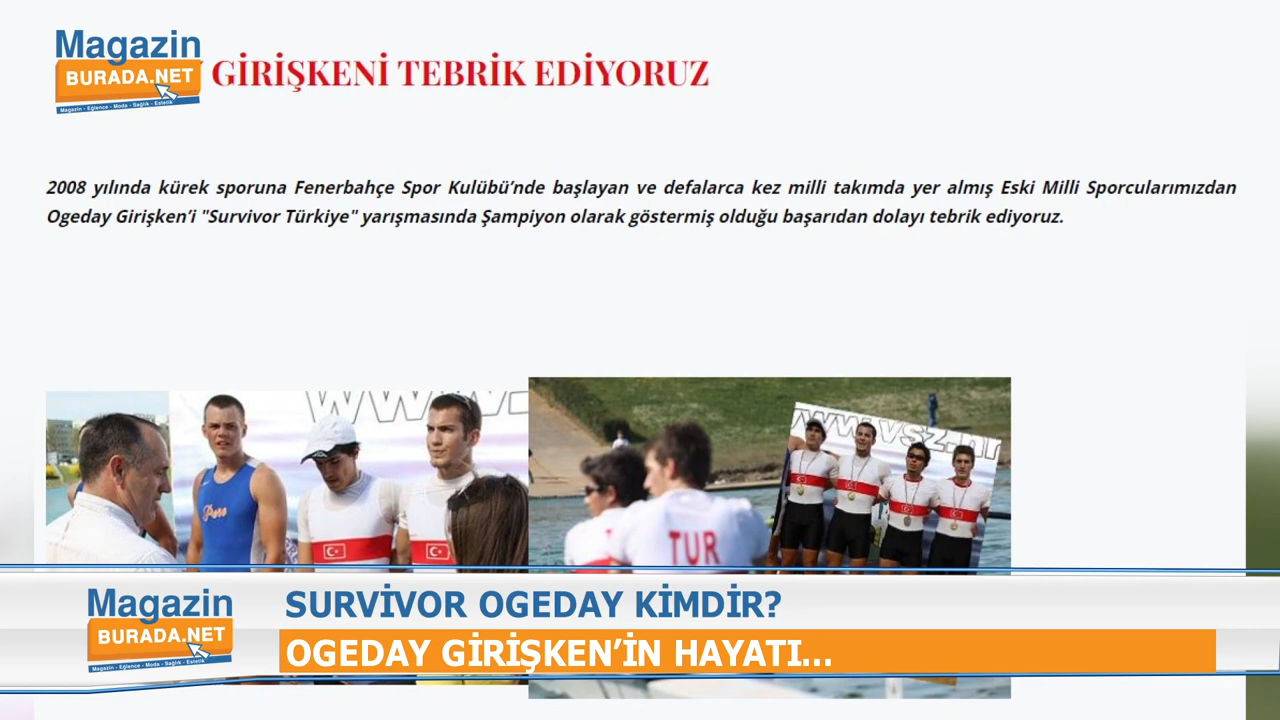 Magazin
BURADA.NET
Magazin - Eğlence - Moda - Sağlık - Estetik
GİRİŞKENİ TEBRİK EDİYORUZ
2008 yılında kürek sporuna Fenerbahçe Spor Kulübü’nde başlayan ve defalarca kez milli takımda yer almış Eski Milli Sporcularımızdan
Ogeday Girişken’i "Survivor Türkiye" yarışmasında Şampiyon olarak göstermiş olduğu başarıdan dolayı tebrik ediyoruz.
www.vsz.hr
TUR
Magazin
BURADA.NET
Magazin - Eğlence - Moda - Sağlık - Estetik
SURVİVOR OGEDAY KİMDİR?
OGEDAY GİRİŞKEN’İN HAYATI...